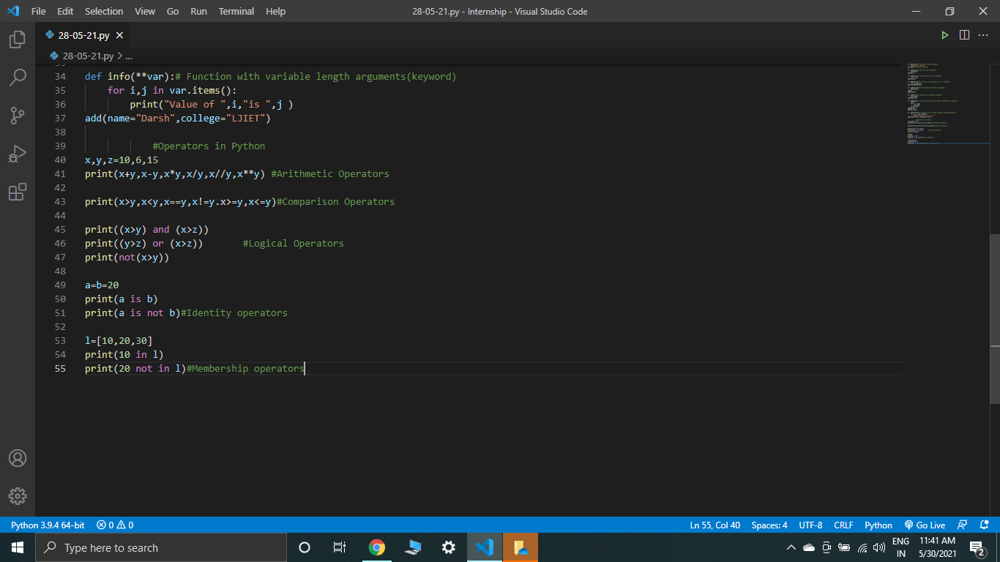 File Edit Selection View Go Run Terminal Help 28-05-21.py - Internship - Visual Studio Code
28-05-21.py
28-05-21.py > ...
34 def info(**var):# Function with variable length arguments(keyword)
35 for i,j in var.items():
36 print("Value of ",i,"is ",j )
37 add(name="Darsh",college="LJIET")
38
39 #Operators in Python
40 x,y,z=10,6,15
41 print(x+y,x-y,x*y,x/y,x//y,x**y) #Arithmetic Operators
42
43 print(x>y,x<y,x==y,x!=y.x>=y,x<=y)#Comparison Operators
44
45 print((x>y) and (x>z))
46 print((y>z) or (x>z)) #Logical Operators
47 print(not(x>y))
48
49 a=b=20
50 print(a is b)
51 print(a is not b)#Identity operators
52
53 l=[10,20,30]
54 print(10 in l)
55 print(20 not in l)#Membership operators
Python 3.9.4 64-bit 0 0 Ln 55, Col 40 Spaces: 4 UTF-8 CRLF Python Go Live
Type here to search
ENG 11:41 AM
IN 5/30/2021 2